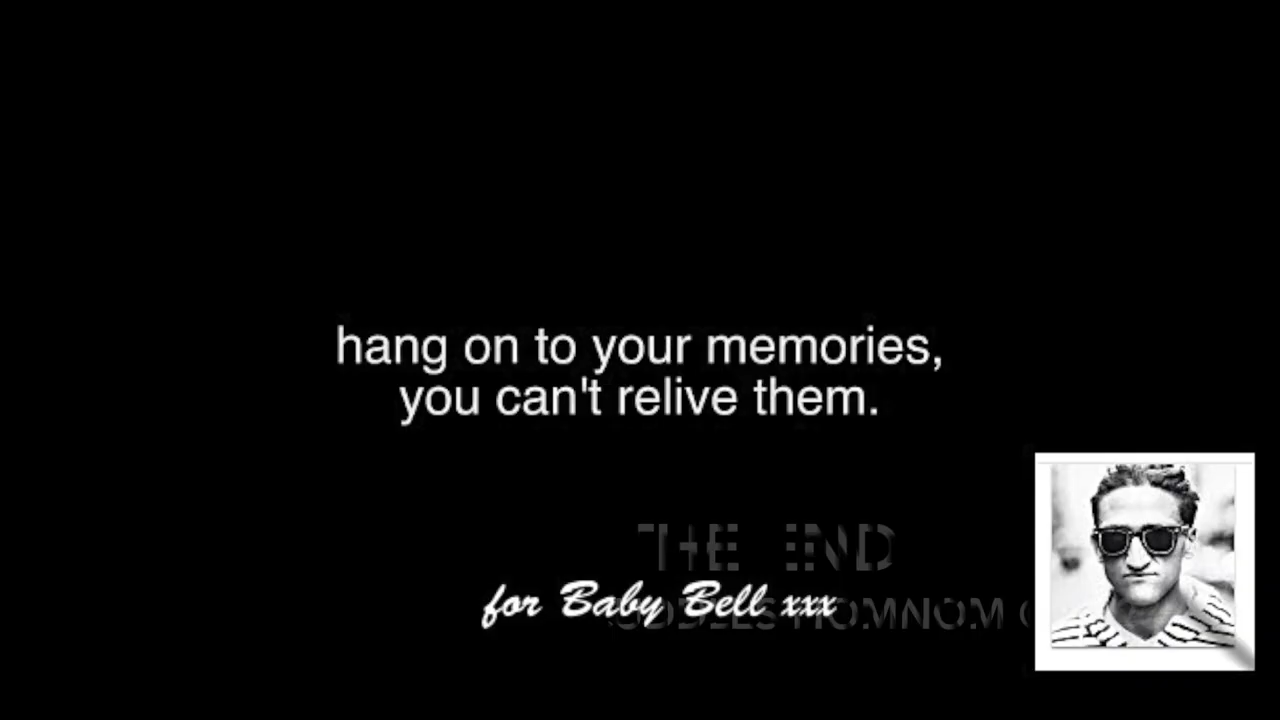 hang on to your memories,
you can't relive them.
THE END
for Baby Bell xxx